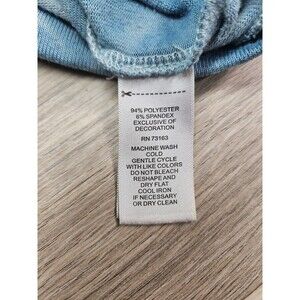 94% POLYESTER
6% SPANDEX
EXCLUSIVE OF
DECORATION
RN 73163
MACHINE WASH
COLD
GENTLE CYCLE
WITH LIKE COLORS
DO NOT BLEACH
RESHAPE AND
DRY FLAT
COOL IRON
IF NECESSARY
OR DRY CLEAN